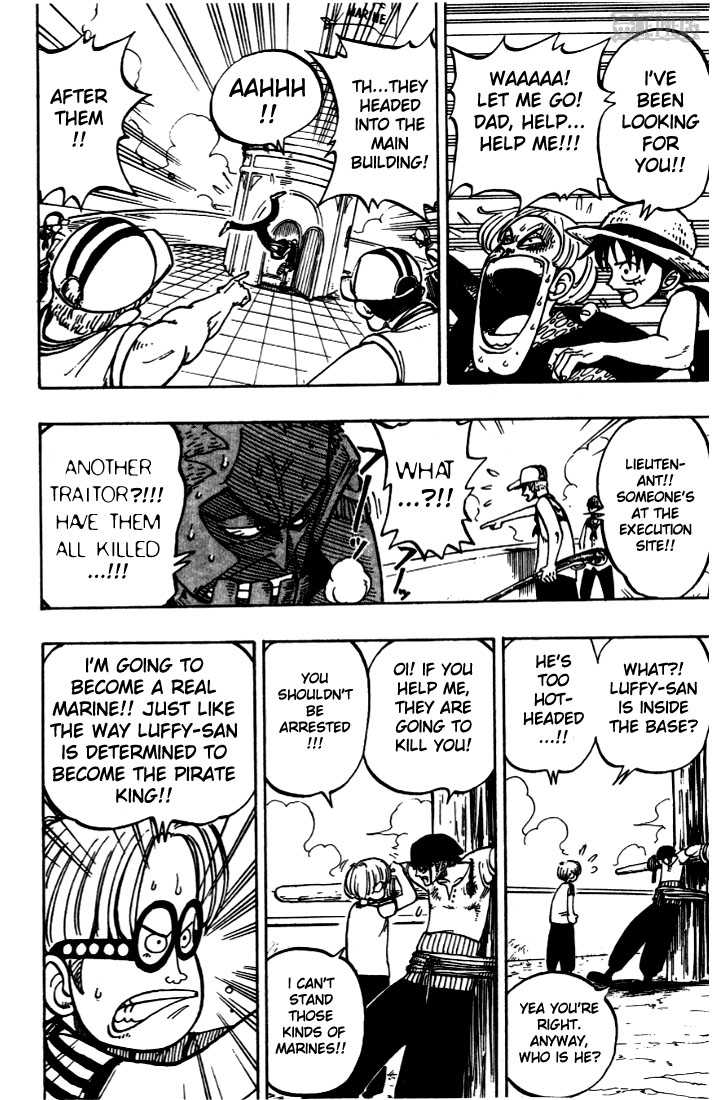 I'VE
BEEN
LOOKING
FOR
YOU!!
WAAAAA!
LET ME GO!
DAD, HELP...
HELP ME!!!
MARINE
TH...THEY
HEADED
INTO THE
MAIN
BUILDING!
AAHHH
!!
AFTER
THEM
!!
LIEUTEN-
ANT!!
SOMEONE'S
AT THE
EXECUTION
SITE!!
WHAT
...?!!
ANOTHER
TRAITOR?!!!
HAVE THEM
ALL KILLED
...!!!
WHAT?!
LUFFY-SAN
IS INSIDE
THE BASE?
HE'S
TOO
HOT-
HEADED
...!!
YEA YOU'RE
RIGHT.
ANYWAY,
WHO IS HE?
OI! IF YOU
HELP ME,
THEY ARE
GOING TO
KILL YOU!
YOU
SHOULDN'T
BE
ARRESTED
!!!
I CAN'T
STAND
THOSE
KINDS OF
MARINES!!
I'M GOING TO
BECOME A REAL
MARINE!! JUST LIKE
THE WAY LUFFY-SAN
IS DETERMINED TO
BECOME THE PIRATE
KING!!